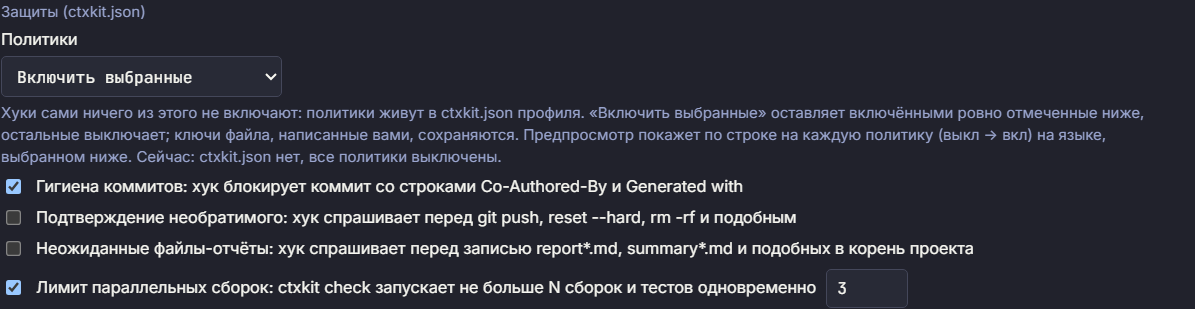 Защиты (ctxkit.json)
Политики
Включить выбранные
Хуки сами ничего из этого не включают: политики живут в ctxkit.json профиля. «Включить выбранные» оставляет включёнными ровно отмеченные ниже,
остальные выключает; ключи файла, написанные вами, сохраняются. Предпросмотр покажет по строке на каждую политику (выкл → вкл) на языке,
выбранном ниже. Сейчас: ctxkit.json нет, все политики выключены.
Гигиена коммитов: хук блокирует коммит со строками Co-Authored-By и Generated with
Подтверждение необратимого: хук спрашивает перед git push, reset --hard, rm -rf и подобным
Неожиданные файлы-отчёты: хук спрашивает перед записью report*.md, summary*.md и подобных в корень проекта
Лимит параллельных сборок: ctxkit check запускает не больше N сборок и тестов одновременно 3